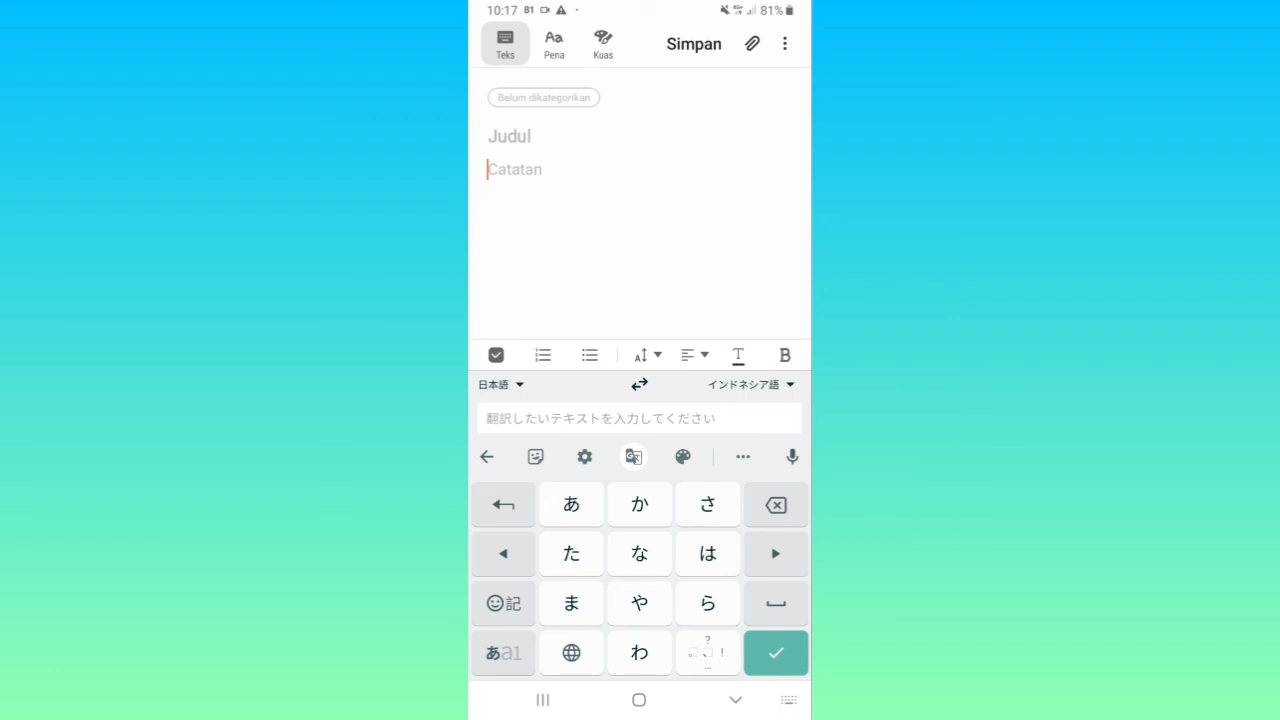 10:17 81 81%
Teks Pena Kuas Simpan
Belum dikategorikan
Judul
Catatan
T B
日本語 インドネシア語
翻訳したいテキストを入力してください
あ か さ
た な は
記 ま や ら
?
あa1 わ 。 、 !
...